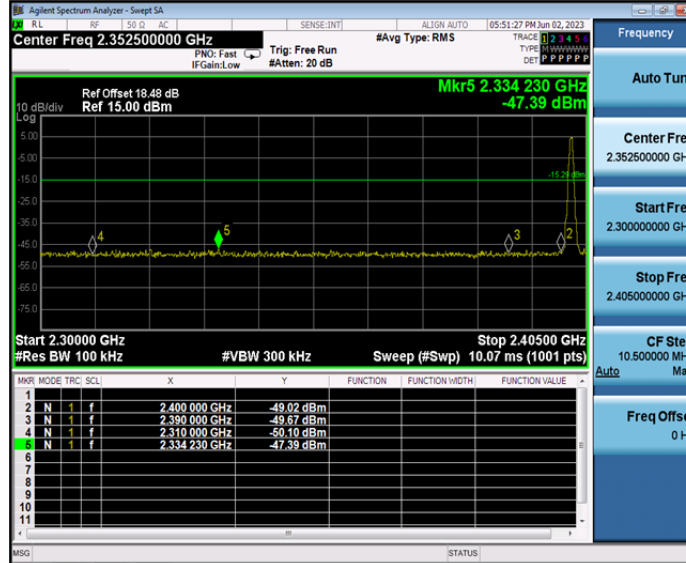 Agilent Spectrum Analyzer - Swept SA
RL RF 50 Ω AC SENSE:INT ALIGN AUTO 05:51:27 PM Jun 02, 2023
Center Freq 2.352500000 GHz
PNO: Fast
IFGain:Low
Trig: Free Run
#Atten: 20 dB
#Avg Type: RMS
TRACE 1 2 3 4 5 6
TYPE M W W W W W
DET P P P P P P
Ref Offset 18.48 dB
Ref 15.00 dBm
10 dB/div
Log
Mkr5 2.334 230 GHz
-47.39 dBm
5.00
-5.00
-15.0
-25.0
-35.0
-45.0
-55.0
-65.0
-75.0
4
5
3
2
Start 2.30000 GHz
Stop 2.40500 GHz
#Res BW 100 kHz
#VBW 300 kHz
Sweep (#Swp) 10.07 ms (1001 pts)
MKR MODE TRC SCL X Y FUNCTION FUNCTION WIDTH FUNCTION VALUE
1
2 N 1 f 2.400 000 GHz -49.02 dBm
3 N 1 f 2.390 000 GHz -49.67 dBm
4 N 1 f 2.310 000 GHz -50.10 dBm
5 N 1 f 2.334 230 GHz -47.39 dBm
6
7
8
9
10
11
MSG
STATUS
Frequency
Auto Tun
Center Fre
2.352500000 GH
Start Fre
2.300000000 GH
Stop Fre
2.405000000 GH
CF Ste
10.500000 MH
Auto Ma
Freq Offse
0 H